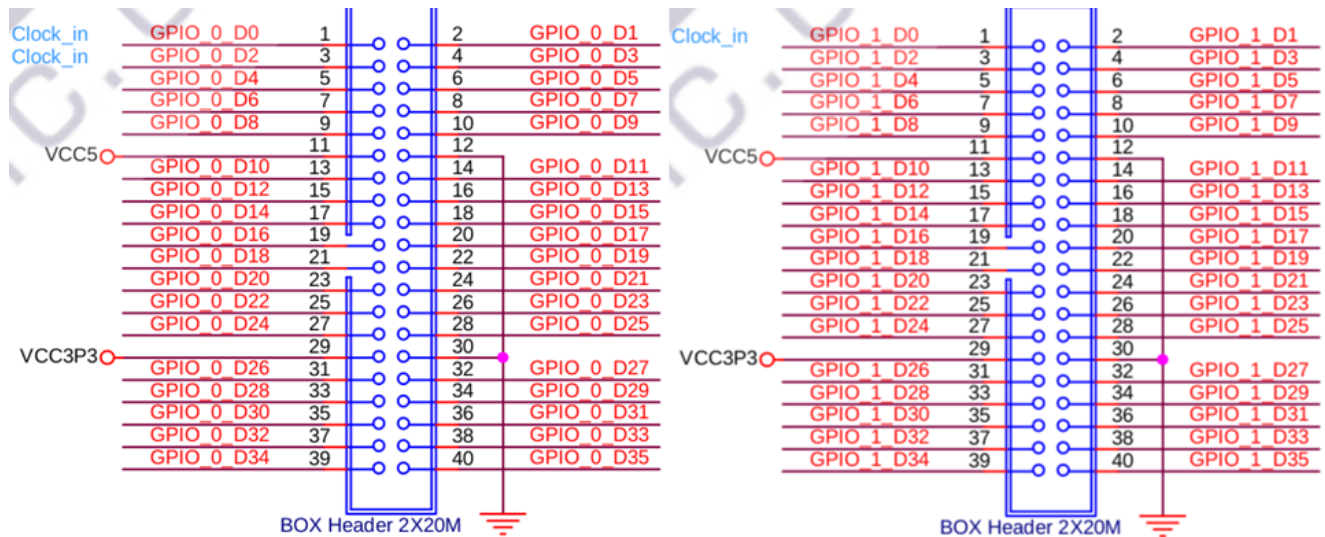 Clock_in GPIO_0_D0 1 2 GPIO_0_D1
Clock_in GPIO_0_D2 3 4 GPIO_0_D3
GPIO_0_D4 5 6 GPIO_0_D5
GPIO_0_D6 7 8 GPIO_0_D7
GPIO_0_D8 9 10 GPIO_0_D9
VCC5 11 12
GPIO_0_D10 13 14 GPIO_0_D11
GPIO_0_D12 15 16 GPIO_0_D13
GPIO_0_D14 17 18 GPIO_0_D15
GPIO_0_D16 19 20 GPIO_0_D17
GPIO_0_D18 21 22 GPIO_0_D19
GPIO_0_D20 23 24 GPIO_0_D21
GPIO_0_D22 25 26 GPIO_0_D23
GPIO_0_D24 27 28 GPIO_0_D25
VCC3P3 29 30
GPIO_0_D26 31 32 GPIO_0_D27
GPIO_0_D28 33 34 GPIO_0_D29
GPIO_0_D30 35 36 GPIO_0_D31
GPIO_0_D32 37 38 GPIO_0_D33
GPIO_0_D34 39 40 GPIO_0_D35
BOX Header 2X20M
Clock_in GPIO_1_D0 1 2 GPIO_1_D1
GPIO_1_D2 3 4 GPIO_1_D3
GPIO_1_D4 5 6 GPIO_1_D5
GPIO_1_D6 7 8 GPIO_1_D7
GPIO_1_D8 9 10 GPIO_1_D9
VCC5 11 12
GPIO_1_D10 13 14 GPIO_1_D11
GPIO_1_D12 15 16 GPIO_1_D13
GPIO_1_D14 17 18 GPIO_1_D15
GPIO_1_D16 19 20 GPIO_1_D17
GPIO_1_D18 21 22 GPIO_1_D19
GPIO_1_D20 23 24 GPIO_1_D21
GPIO_1_D22 25 26 GPIO_1_D23
GPIO_1_D24 27 28 GPIO_1_D25
VCC3P3 29 30
GPIO_1_D26 31 32 GPIO_1_D27
GPIO_1_D28 33 34 GPIO_1_D29
GPIO_1_D30 35 36 GPIO_1_D31
GPIO_1_D32 37 38 GPIO_1_D33
GPIO_1_D34 39 40 GPIO_1_D35
BOX Header 2X20M